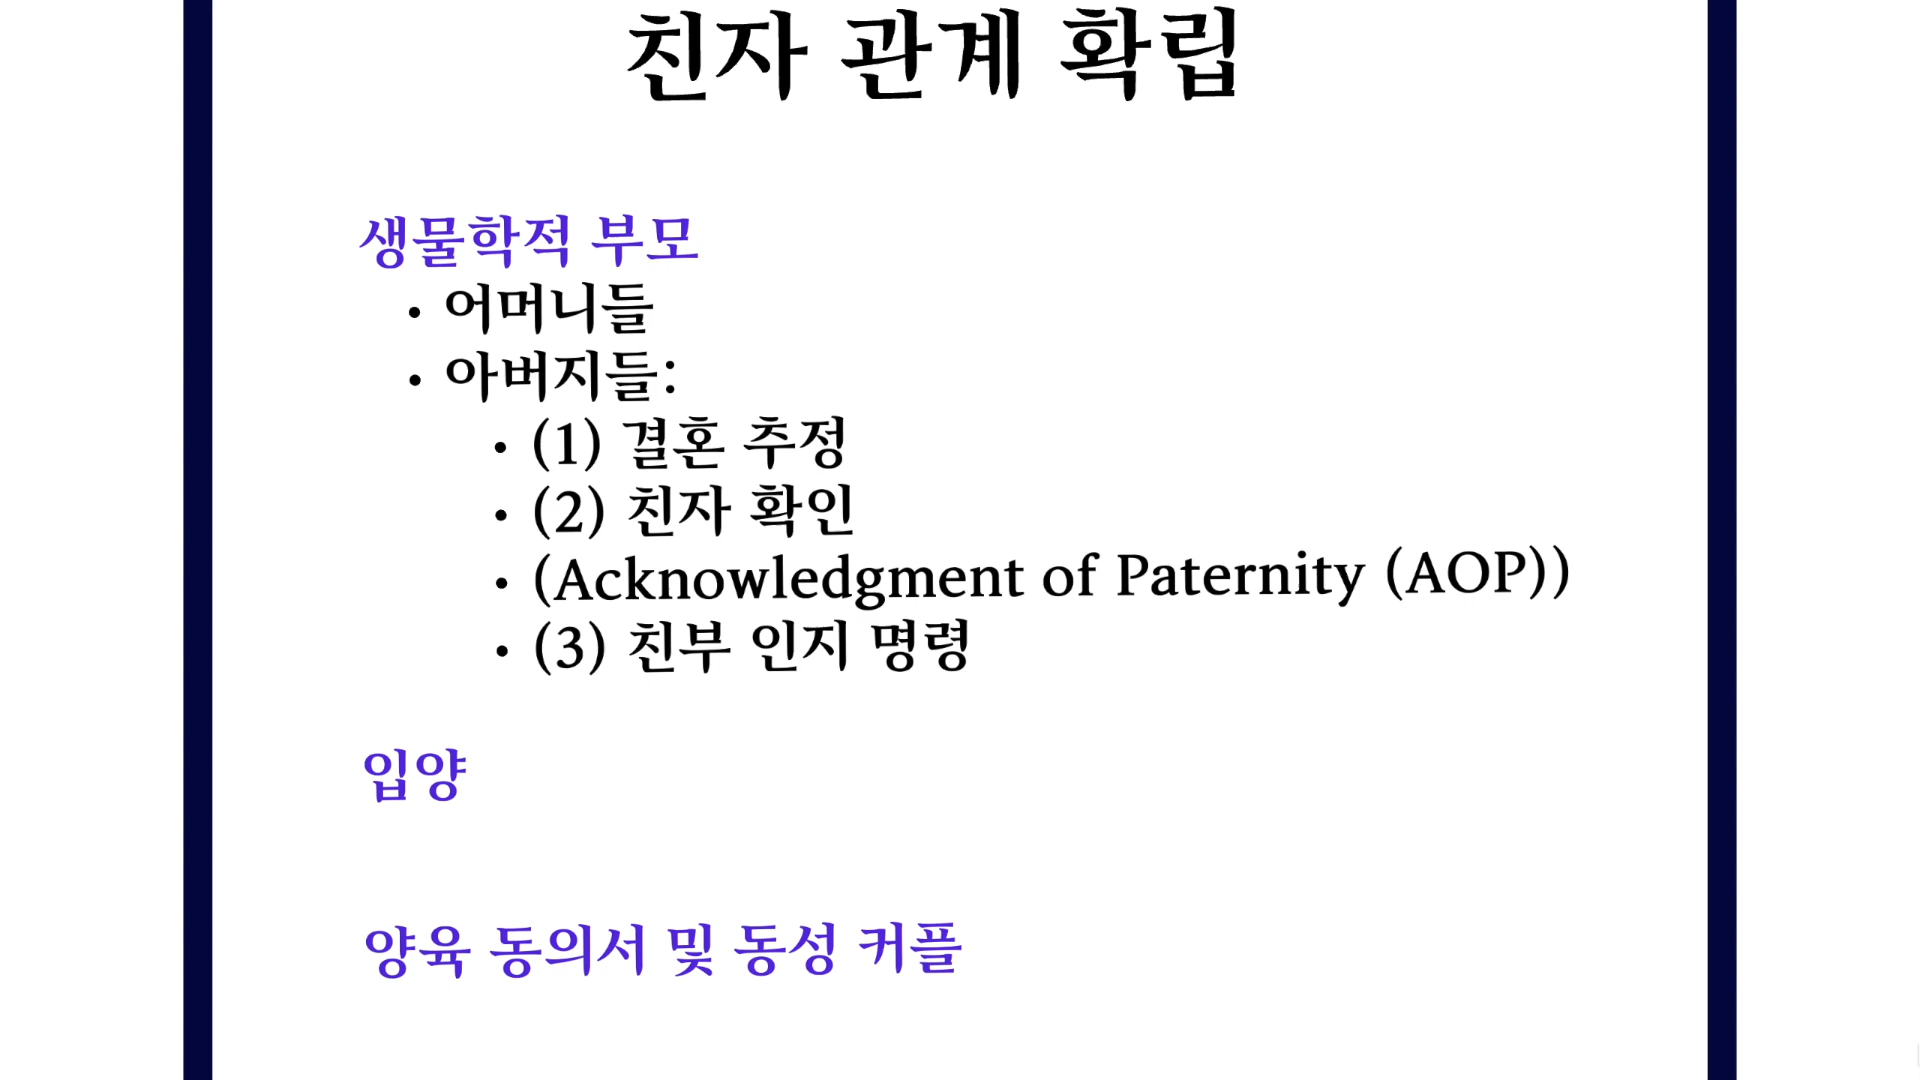 친자 관계 확립
생물학적 부모
• 어머니들
• 아버지들:
• (1) 결혼 추정
• (2) 친자 확인
• (Acknowledgment of Paternity (AOP))
• (3) 친부 인지 명령
입양
양육 동의서 및 동성 커플